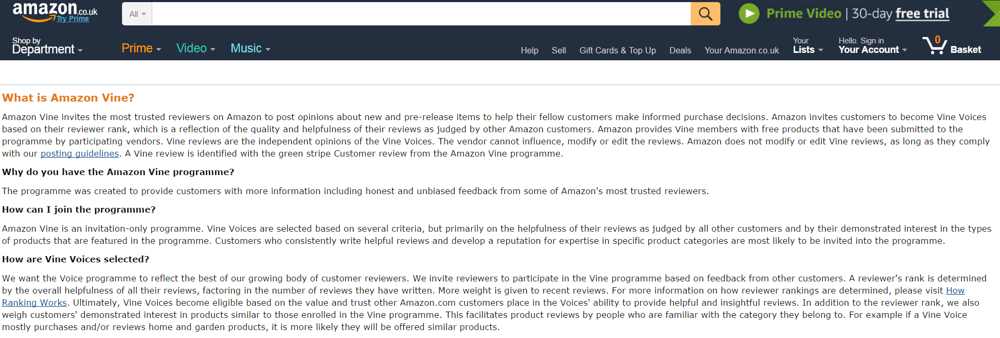 amazon.co.uk
Try Prime
All
Prime Video | 30-day free trial
Shop by
Department
Prime
Video
Music
Help
Sell
Gift Cards & Top Up
Deals
Your Amazon.co.uk
Your
Lists
Hello. Sign in
Your Account
0
Basket
What is Amazon Vine?
Amazon Vine invites the most trusted reviewers on Amazon to post opinions about new and pre-release items to help their fellow customers make informed purchase decisions. Amazon invites customers to become Vine Voices
based on their reviewer rank, which is a reflection of the quality and helpfulness of their reviews as judged by other Amazon customers. Amazon provides Vine members with free products that have been submitted to the
programme by participating vendors. Vine reviews are the independent opinions of the Vine Voices. The vendor cannot influence, modify or edit the reviews. Amazon does not modify or edit Vine reviews, as long as they comply
with our posting guidelines. A Vine review is identified with the green stripe Customer review from the Amazon Vine programme.
Why do you have the Amazon Vine programme?
The programme was created to provide customers with more information including honest and unbiased feedback from some of Amazon's most trusted reviewers.
How can I join the programme?
Amazon Vine is an invitation-only programme. Vine Voices are selected based on several criteria, but primarily on the helpfulness of their reviews as judged by all other customers and by their demonstrated interest in the types
of products that are featured in the programme. Customers who consistently write helpful reviews and develop a reputation for expertise in specific product categories are most likely to be invited into the programme.
How are Vine Voices selected?
We want the Voice programme to reflect the best of our growing body of customer reviewers. We invite reviewers to participate in the Vine programme based on feedback from other customers. A reviewer's rank is determined
by the overall helpfulness of all their reviews, factoring in the number of reviews they have written. More weight is given to recent reviews. For more information on how reviewer rankings are determined, please visit How
Ranking Works. Ultimately, Vine Voices become eligible based on the value and trust other Amazon.com customers place in the Voices' ability to provide helpful and insightful reviews. In addition to the reviewer rank, we also
weigh customers' demonstrated interest in products similar to those enrolled in the Vine programme. This facilitates product reviews by people who are familiar with the category they belong to. For example if a Vine Voice
mostly purchases and/or reviews home and garden products, it is more likely they will be offered similar products.